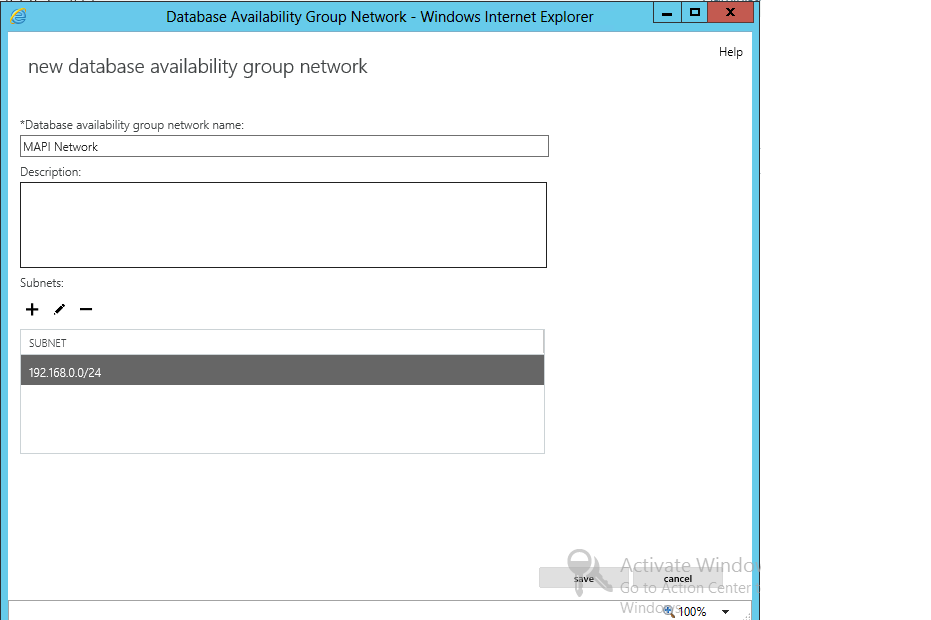 Database Availability Group Network - Windows Internet Explorer
Help
new database availability group network
*Database availability group network name:
MAPI Network
Description:
Subnets:
SUBNET
192.168.0.0/24
Activate Windo
save
cancel
Go to Action Center
Windows
100%